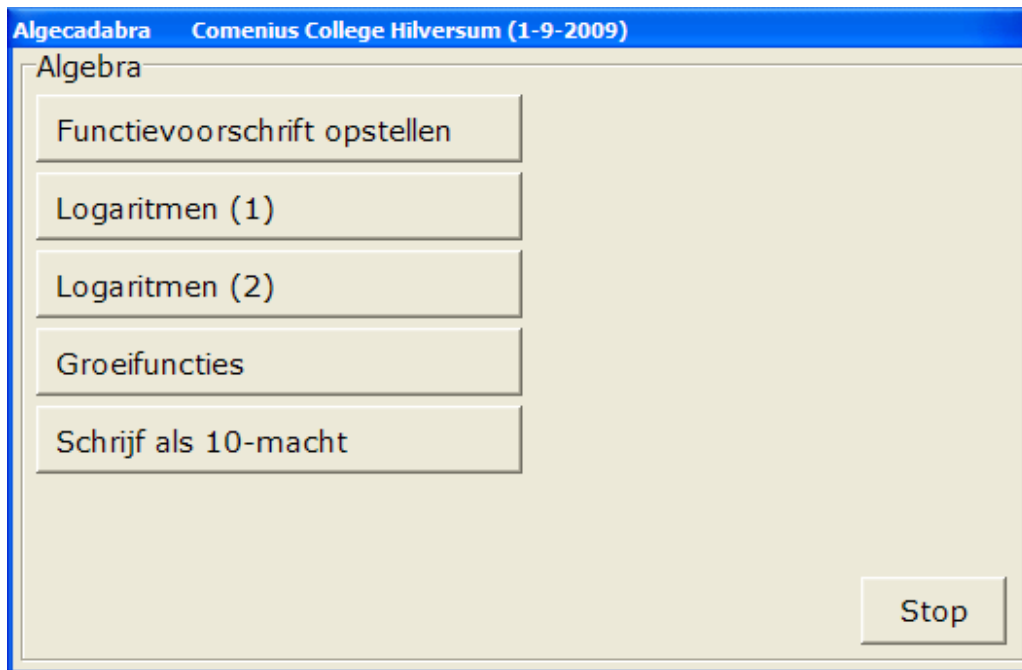 Algecadabra Comenius College Hilversum (1-9-2009)
Algebra
Functievoorschrift opstellen
Logaritmen (1)
Logaritmen (2)
Groeifuncties
Schrijf als 10-macht
Stop